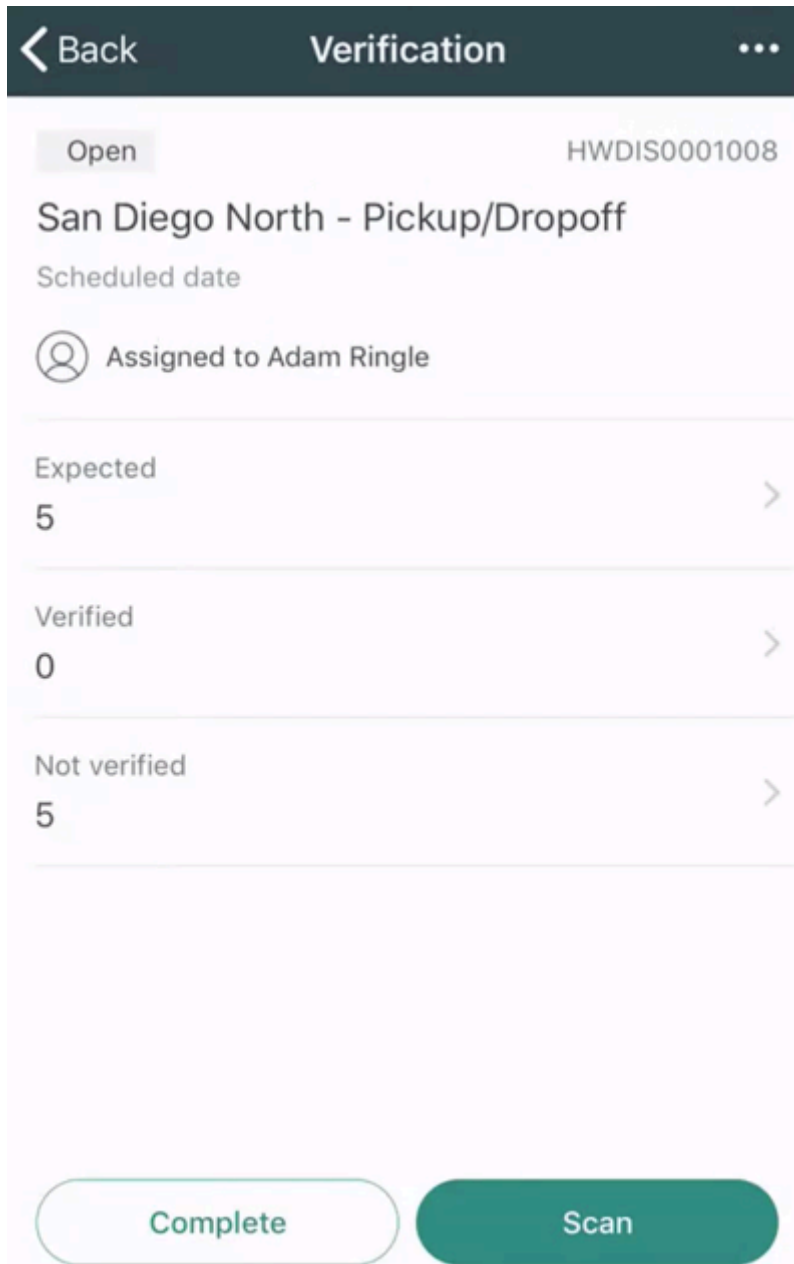 Back Verification
Open HWDIS0001008
San Diego North - Pickup/Dropoff
Scheduled date
Assigned to Adam Ringle
Expected
5
Verified
0
Not verified
5
Complete Scan